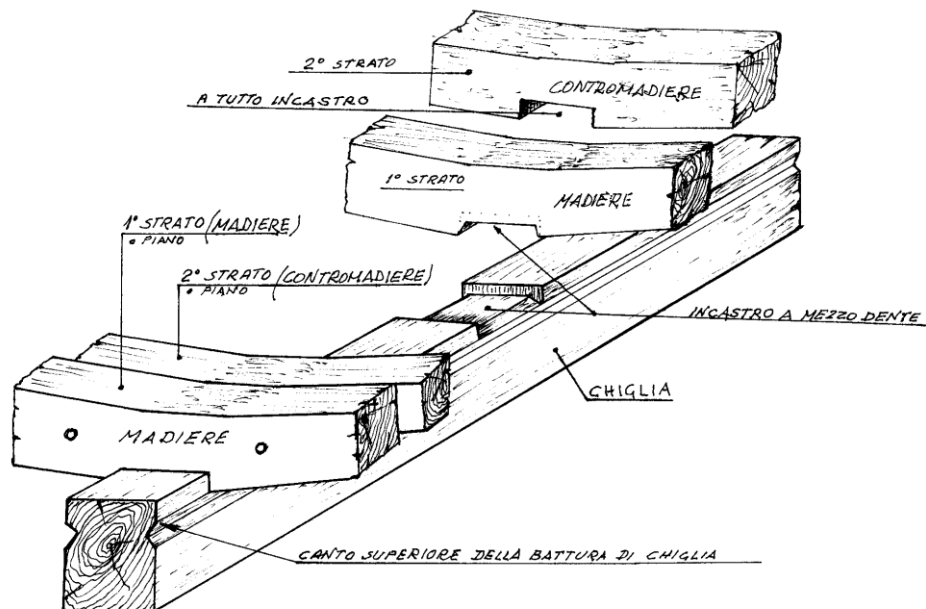 2° STRATO
CONTROMADIERE
A TUTTO INCASTRO
1° STRATO
MADIERE
1° STRATO (MADIERE)
o PIANO
2° STRATO (CONTROMADIERE)
o PIANO
INCASTRO A MEZZO DENTE
CHIGLIA
MADIERE
CANTO SUPERIORE DELLA BATTURA DI CHIGLIA